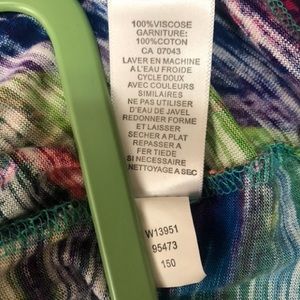 100%VISCOSE
GARNITURE:
100%COTON
CA 07043
LAVER EN MACHINE
A L'EAU FROIDE
CYCLE DOUX
AVEC COULEURS
SIMILAIRES
NE PAS UTILISER
D'EAU DE JAVEL
REDONNER FORME
ET LAISSER
SECHER A PLAT
REPASSER A
FER TIEDE
SI NECESSAIRE
NETTOYAGE A SEC
W13951
95473
150